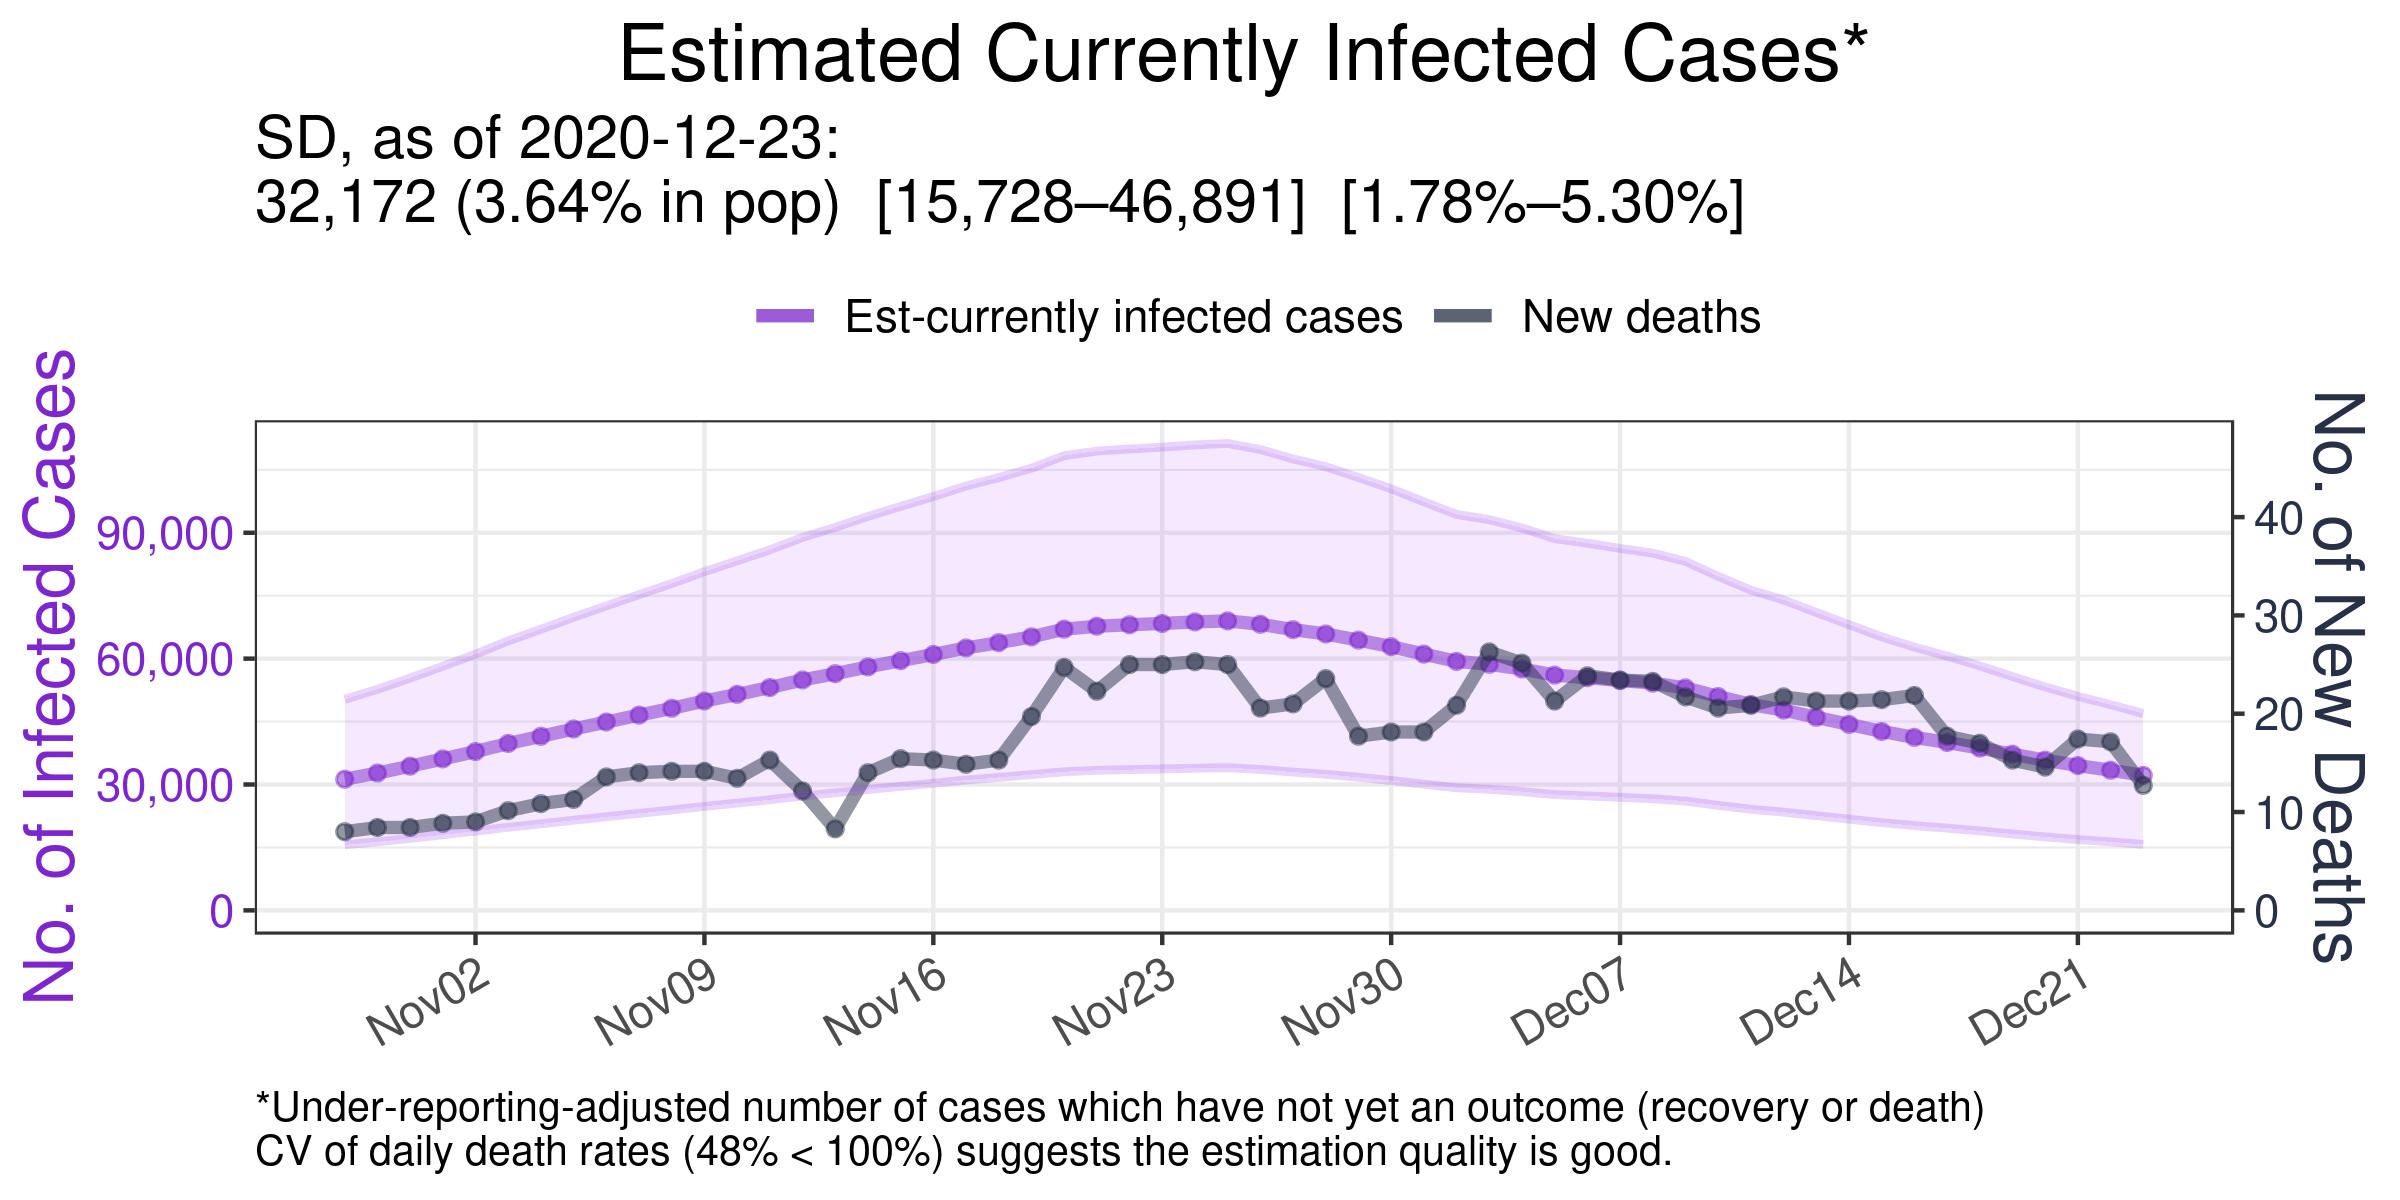 Estimated Currently Infected Cases*
SD, as of 2020-12-23:
32,172 (3.64% in pop)  [15,728–46,891]  [1.78%–5.30%]
Est-currently infected cases
New deaths
No. of Infected Cases
90,000
60,000
30,000
0
No. of New Deaths
40
30
20
10
0
Nov02
Nov09
Nov16
Nov23
Nov30
Dec07
Dec14
Dec21
*Under-reporting-adjusted number of cases which have not yet an outcome (recovery or death)
CV of daily death rates (48% < 100%) suggests the estimation quality is good.